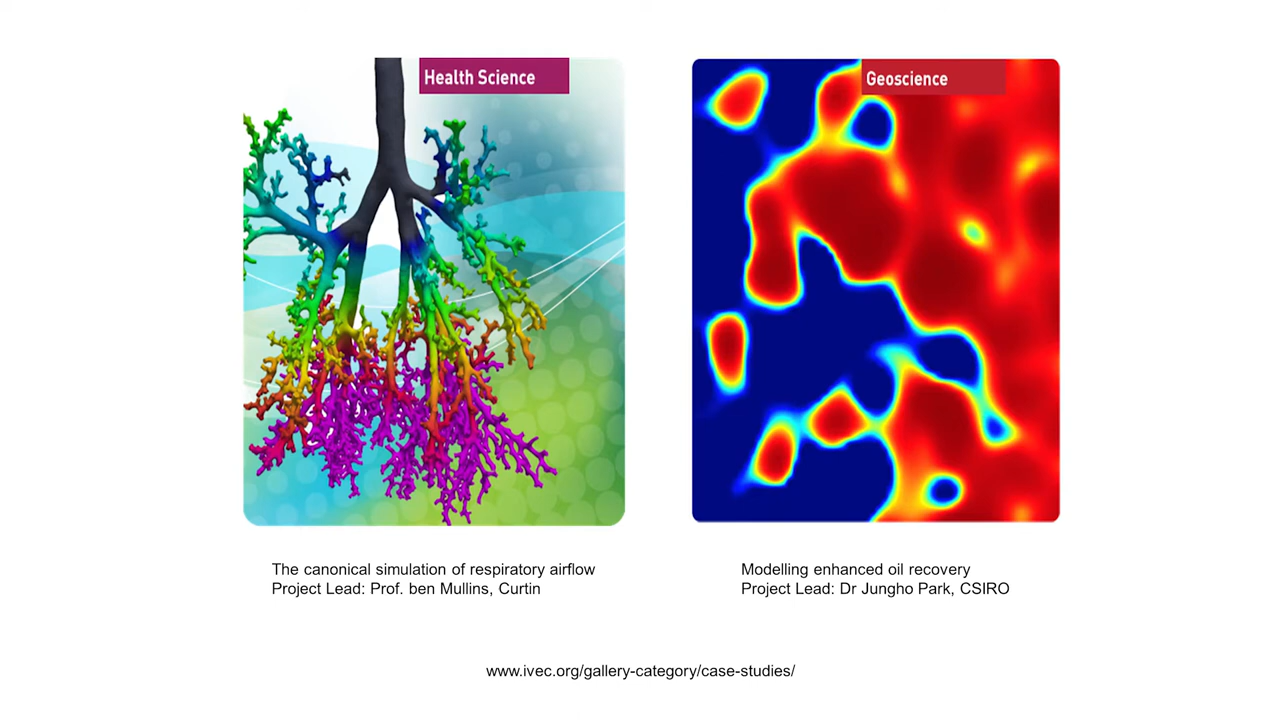 Health Science
Geoscience
The canonical simulation of respiratory airflow
Project Lead: Prof. ben Mullins, Curtin
Modelling enhanced oil recovery
Project Lead: Dr Jungho Park, CSIRO
www.ivec.org/gallery-category/case-studies/